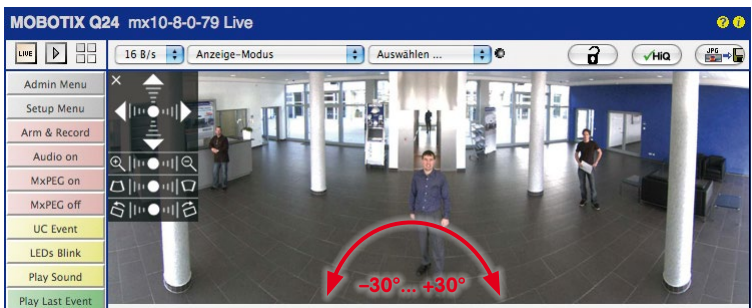 MOBOTIX Q24 mx10-8-0-79 Live
LIVE
16 B/s
Anzeige-Modus
Auswählen ...
HiQ
JPG
Admin Menu
Setup Menu
Arm & Record
Audio on
MxPEG on
MxPEG off
UC Event
LEDs Blink
Play Sound
Play Last Event
–30°... +30°